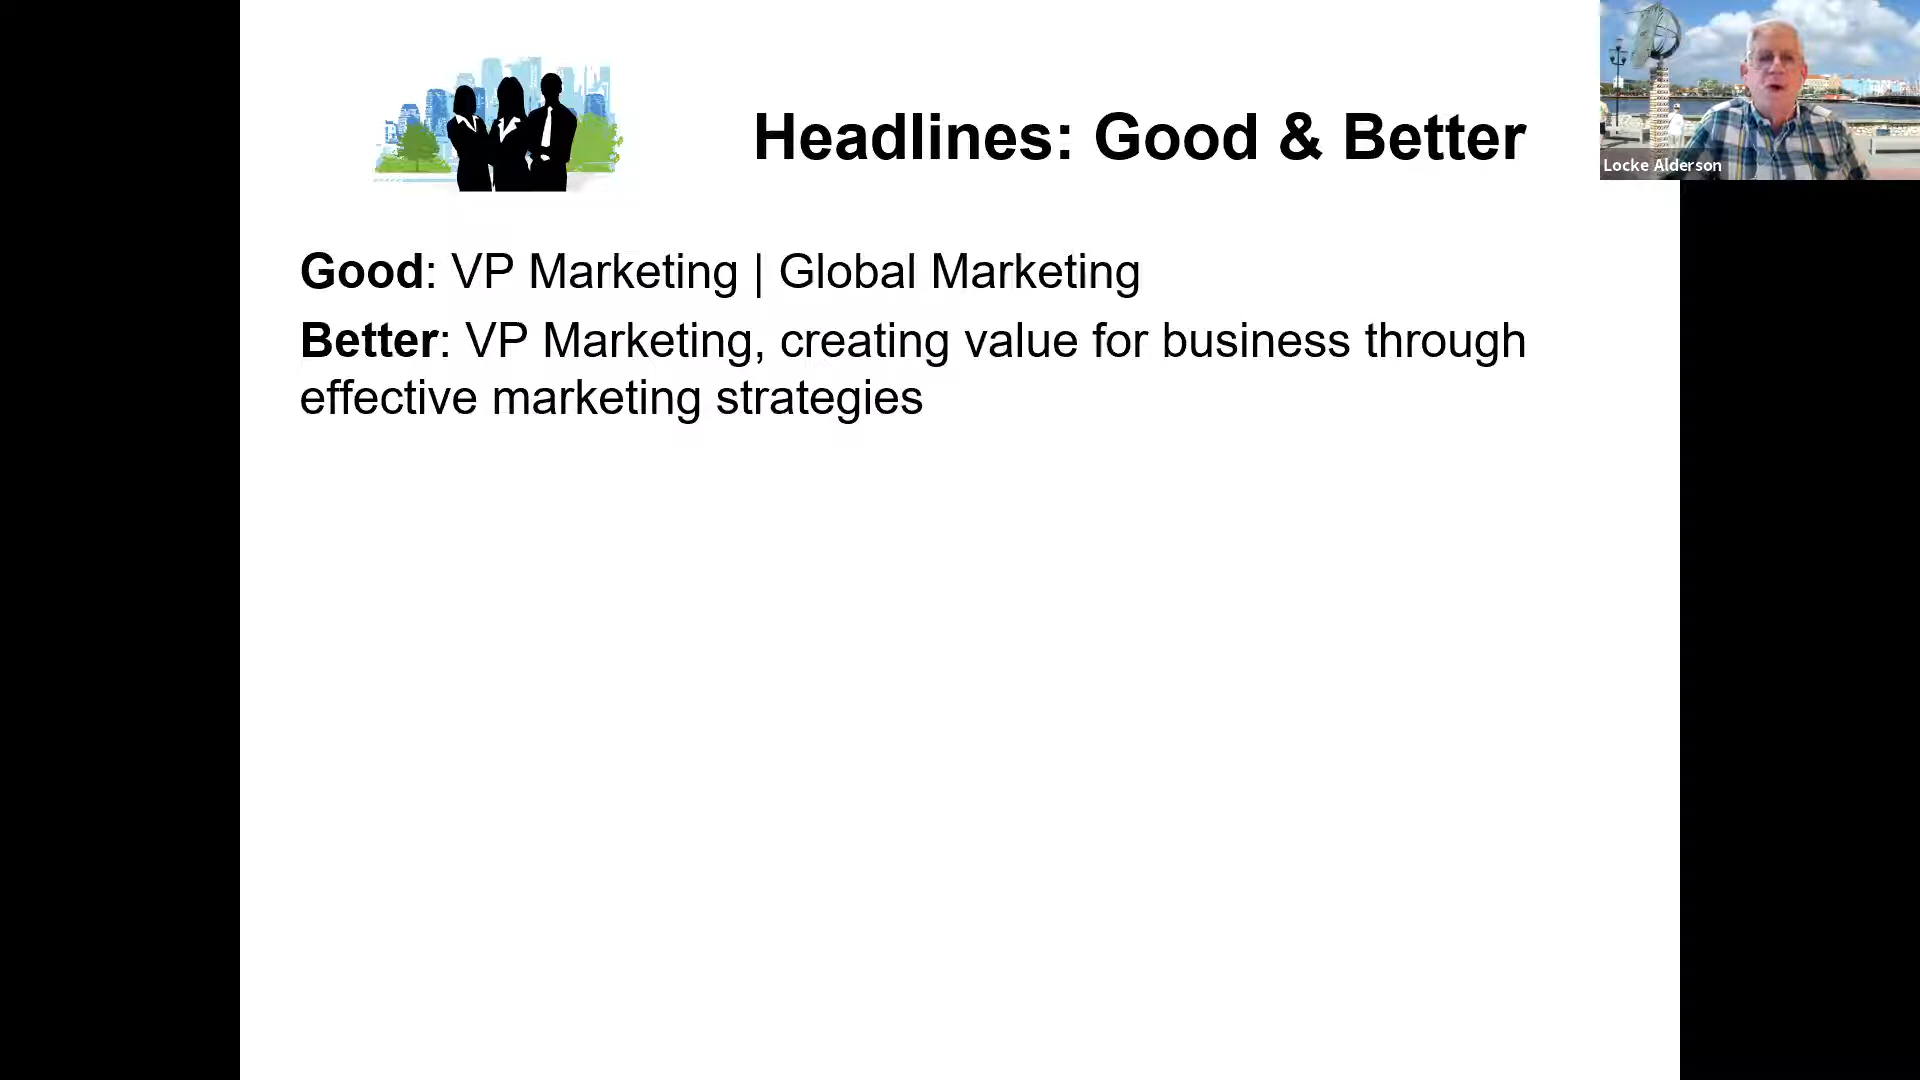 Headlines: Good & Better
Locke Alderson
Good: VP Marketing | Global Marketing
Better: VP Marketing, creating value for business through
effective marketing strategies